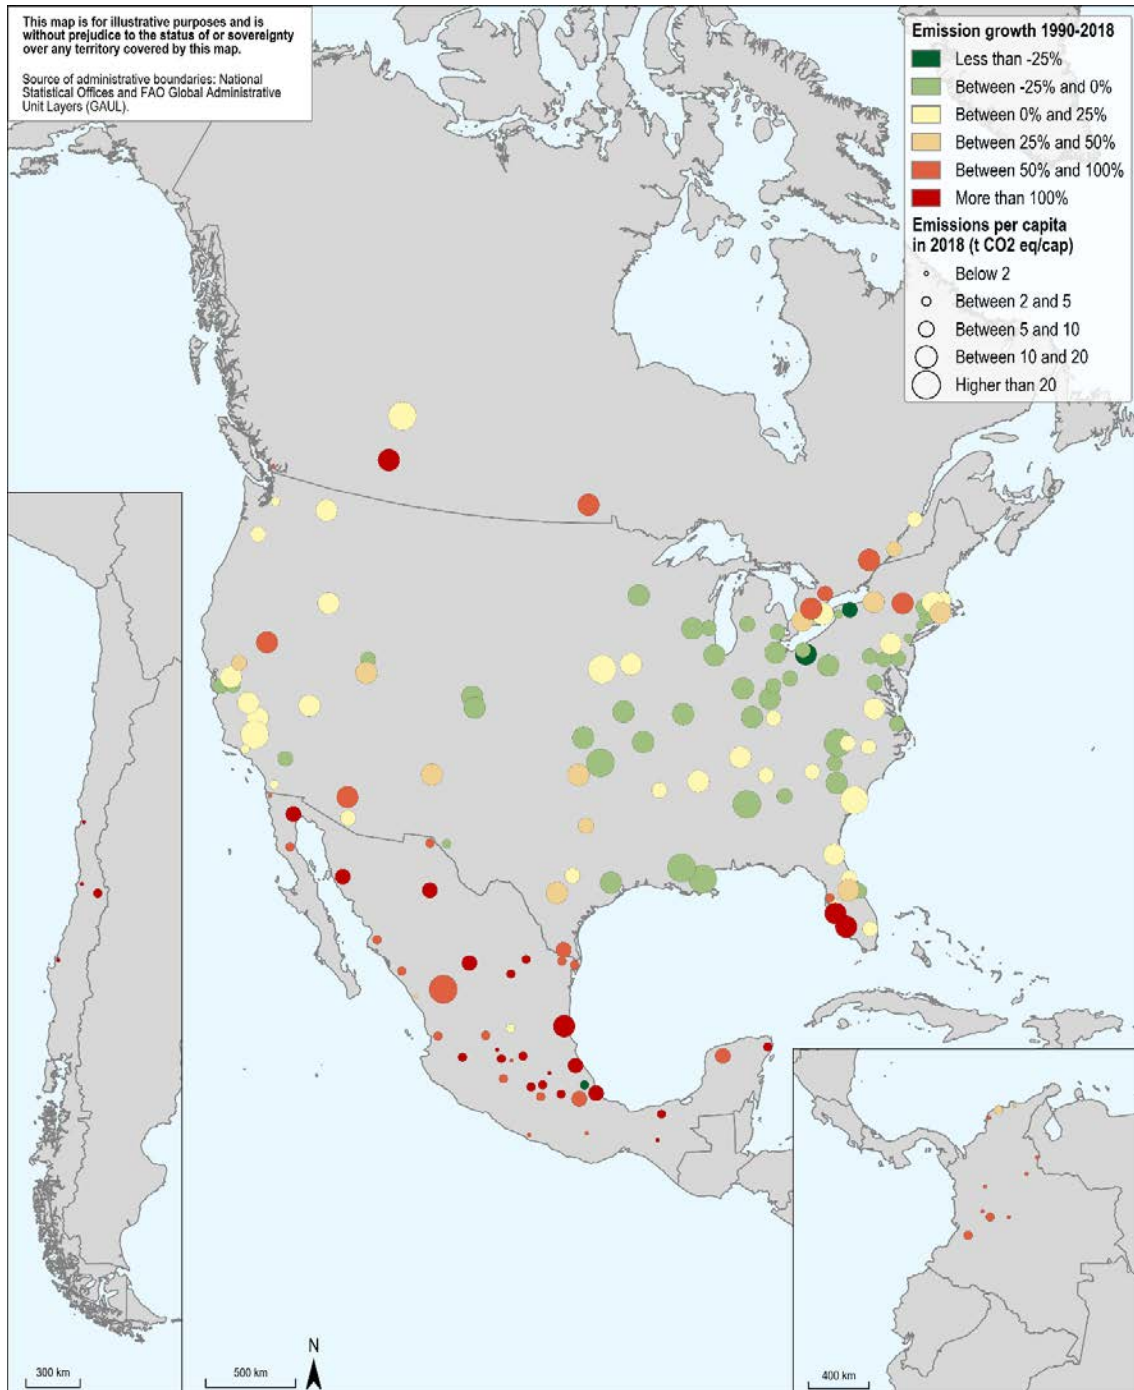 This map is for illustrative purposes and is
without prejudice to the status of or sovereignty
over any territory covered by this map.
Source of administrative boundaries: National
Statistical Offices and FAO Global Administrative
Unit Layers (GAUL).
Emission growth 1990-2018
Less than -25%
Between -25% and 0%
Between 0% and 25%
Between 25% and 50%
Between 50% and 100%
More than 100%
Emissions per capita
in 2018 (t CO2 eq/cap)
Below 2
Between 2 and 5
Between 5 and 10
Between 10 and 20
Higher than 20
300 km
500 km
N
400 km